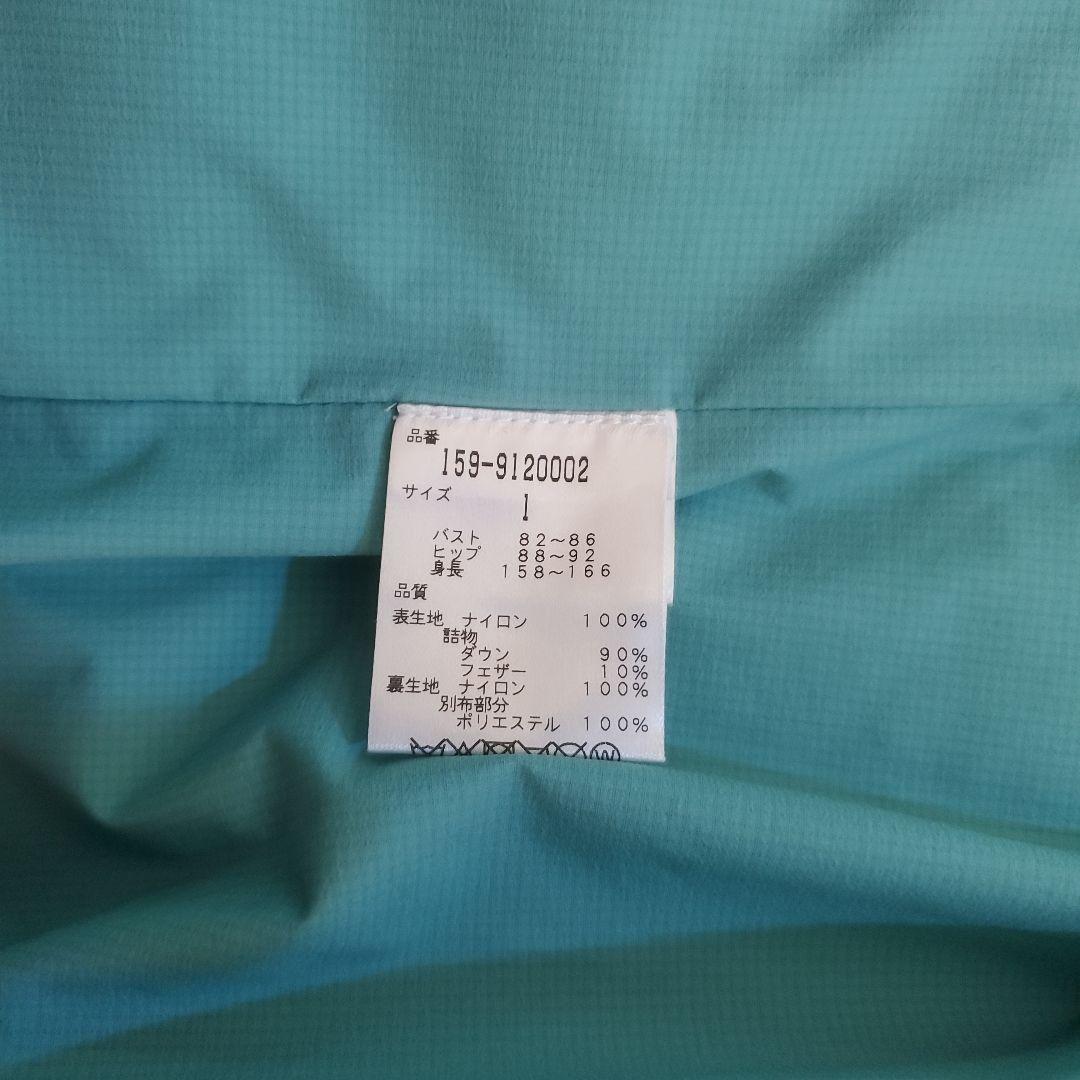 品番
159-9120002
サイズ
1
バスト 82～86
ヒップ 88～92
身長 158～166
品質
表生地 ナイロン 100%
詰物
ダウン 90%
フェザー 10%
裏生地 ナイロン 100%
別布部分
ポリエステル 100%